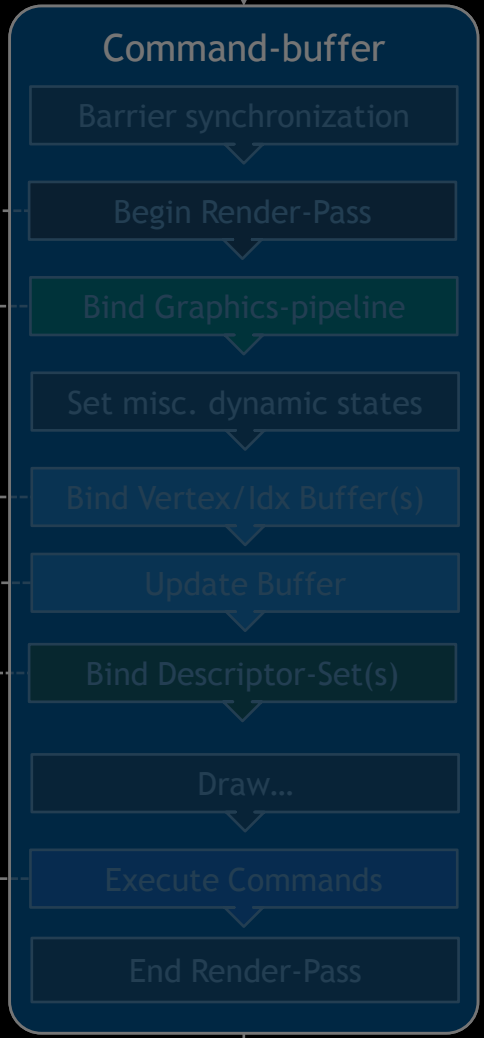 Command-buffer
Barrier synchronization
Begin Render-Pass
Bind Graphics-pipeline
Set misc. dynamic states
Bind Vertex/Idx Buffer(s)
Update Buffer
Bind Descriptor-Set(s)
Draw…
Execute Commands
End Render-Pass